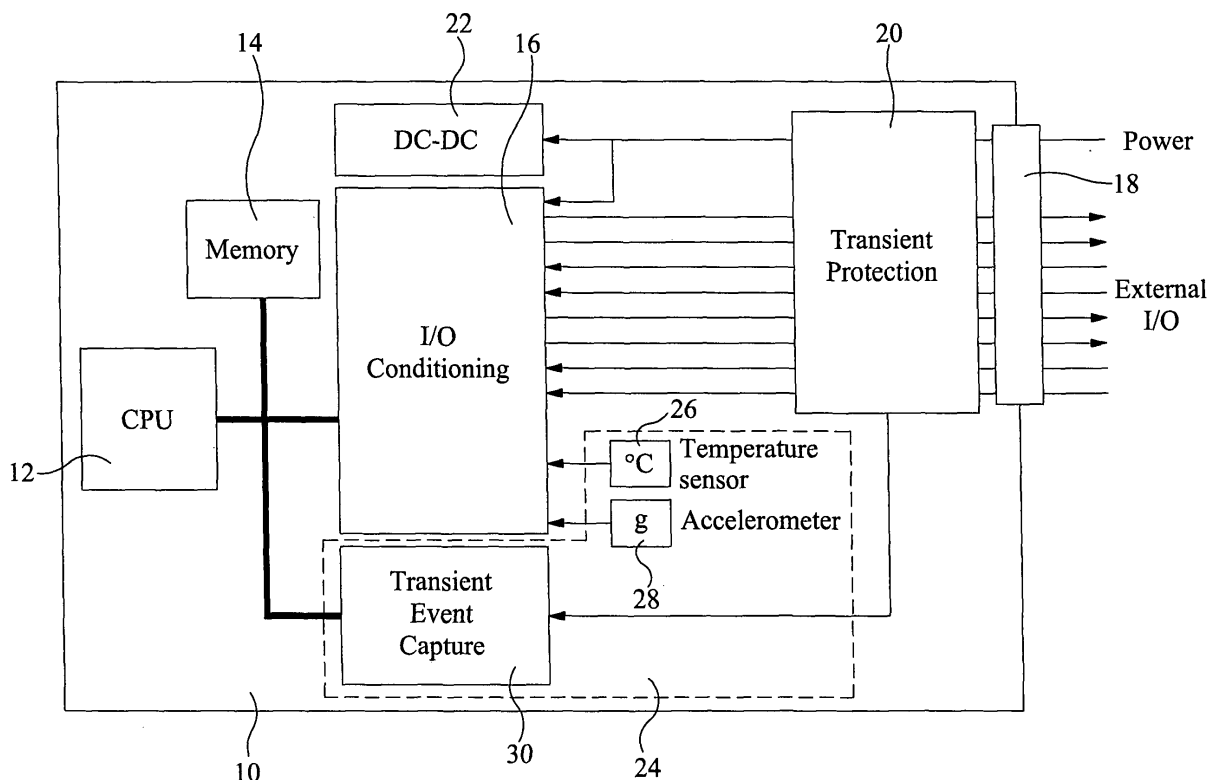 22
14
16
20
DC-DC
Power
18
Memory
Transient
Protection
External
I/O
I/O
Conditioning
CPU
12
26
°C
Temperature
sensor
g
Accelerometer
28
Transient
Event
Capture
10
30
24